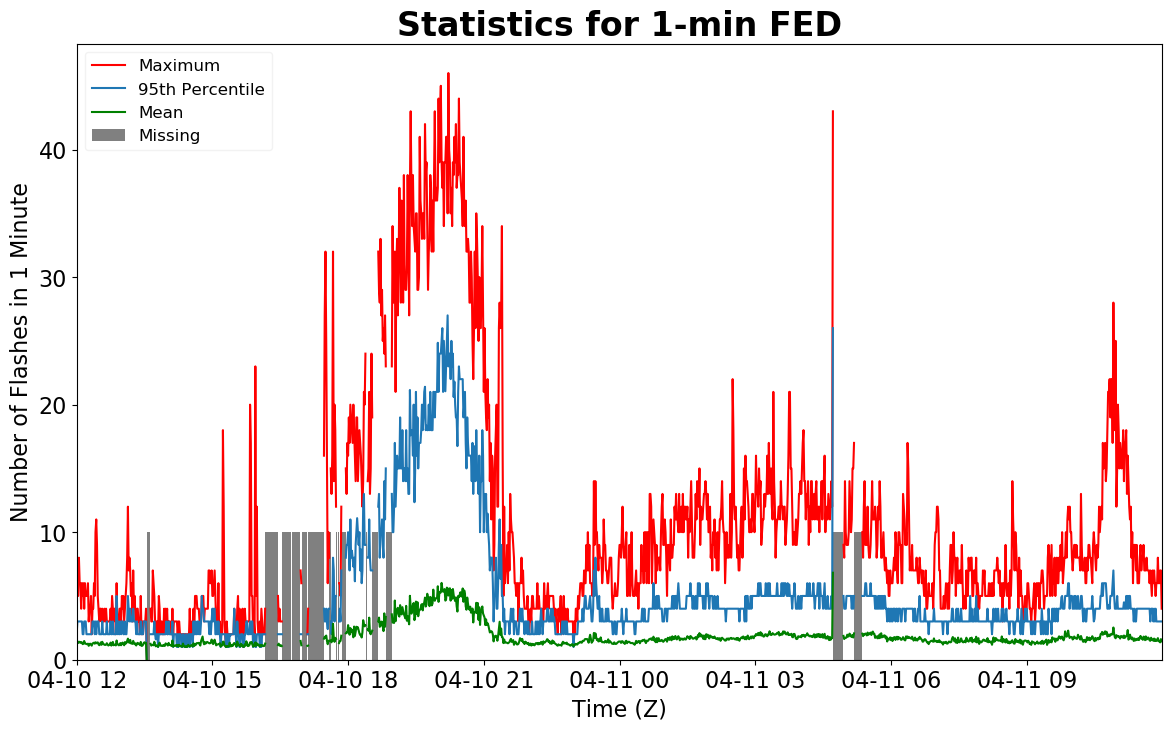 Statistics for 1-min FED
Maximum
95th Percentile
Mean
Missing
Number of Flashes in 1 Minute
40
30
20
10
0
04-10 12 04-10 15 04-10 18 04-10 21 04-11 00 04-11 03 04-11 06 04-11 09
Time (Z)